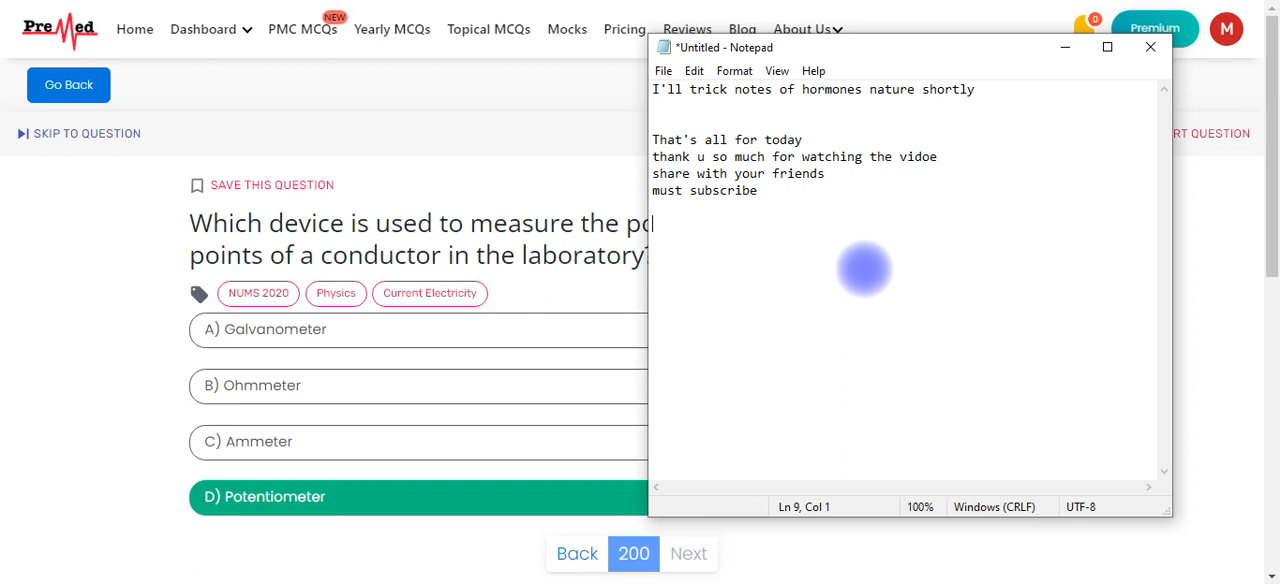 PreMed
Home
Dashboard
PMC MCQs
NEW
Yearly MCQs
Topical MCQs
Mocks
Pricing
Reviews
Blog
About Us
0
Premium
M
Go Back
SKIP TO QUESTION
RT QUESTION
SAVE THIS QUESTION
Which device is used to measure the po
points of a conductor in the laboratory?
NUMS 2020
Physics
Current Electricity
A) Galvanometer
B) Ohmmeter
C) Ammeter
D) Potentiometer
Back
200
Next
*Untitled - Notepad
File
Edit
Format
View
Help
I'll trick notes of hormones nature shortly
That's all for today
thank u so much for watching the vidoe
share with your friends
must subscribe
Ln 9, Col 1
100%
Windows (CRLF)
UTF-8